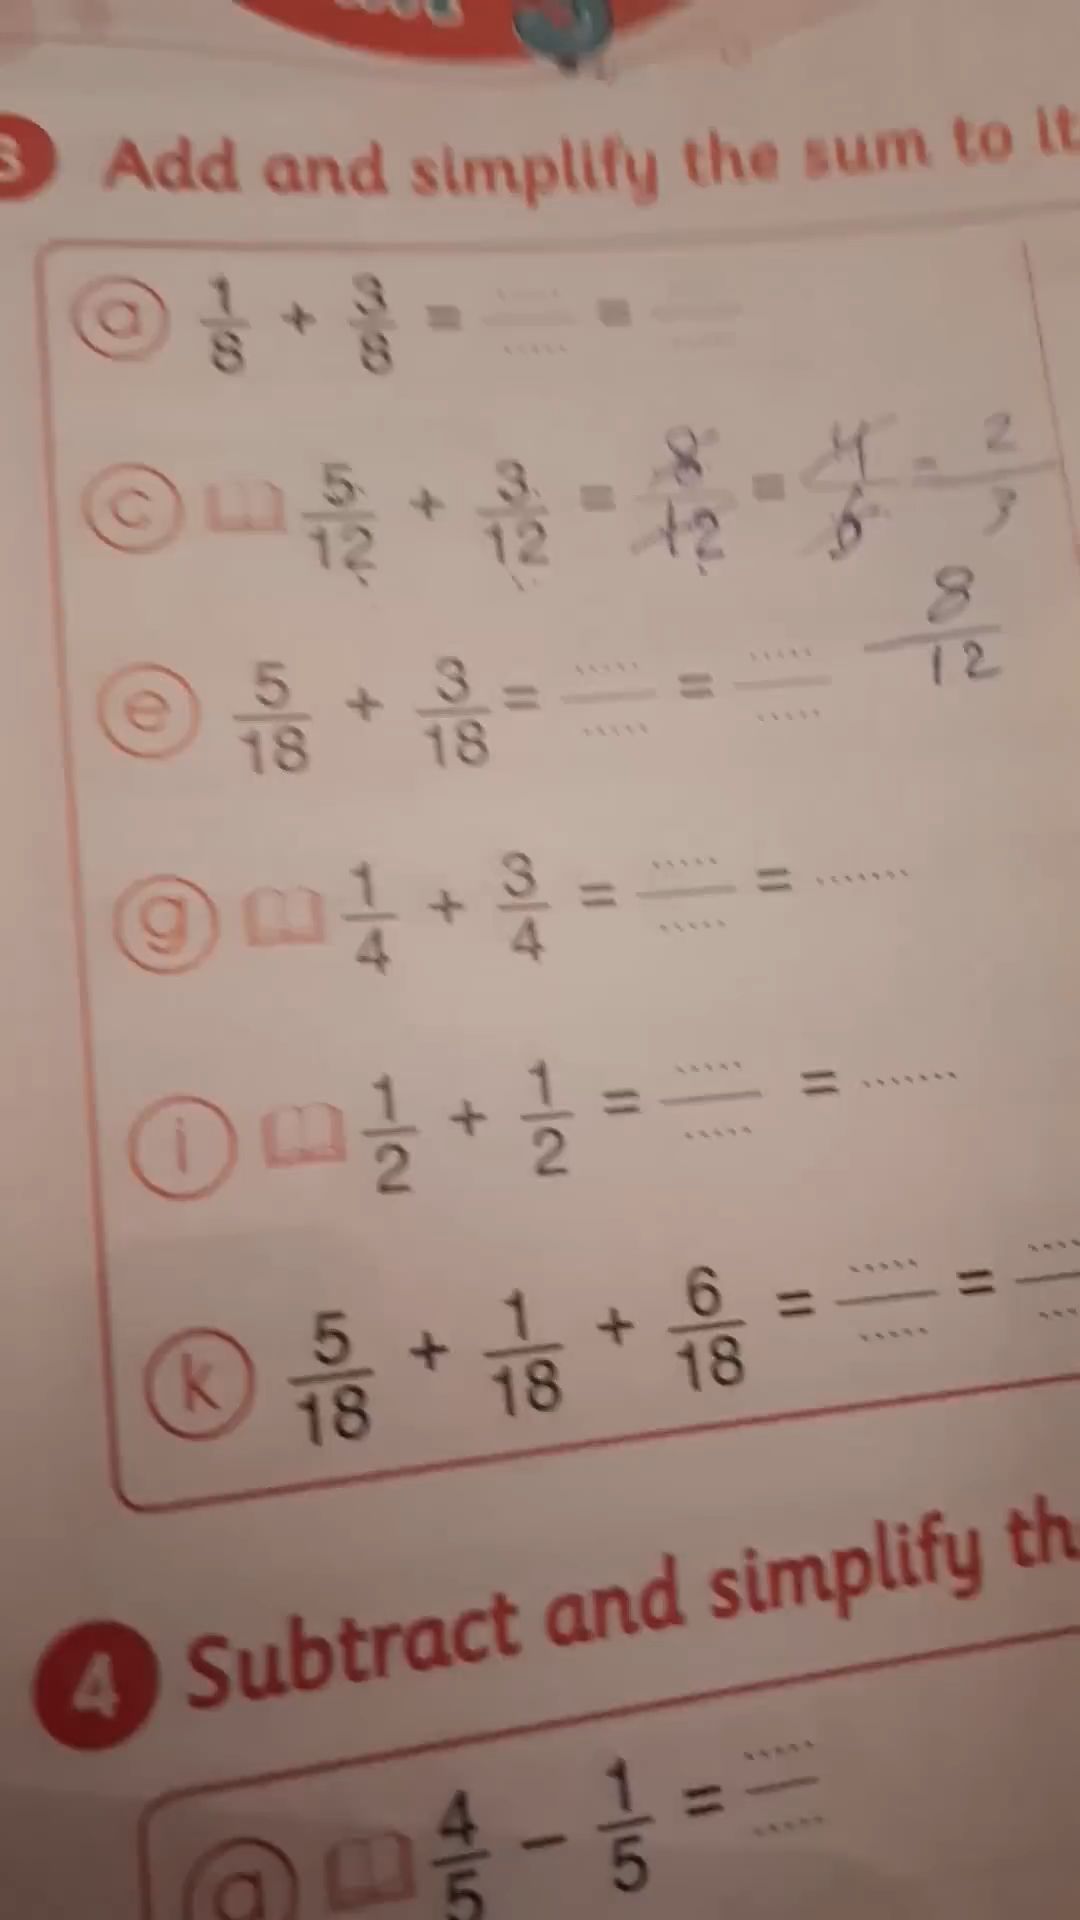 3 Add and simplify the sum to it
a 1/8 + 3/8 = ..... / ..... = ..... / .....
c 5/12 + 3/12 = 8/12 = 4/6 = 2/3
8/12
e 5/18 + 3/18 = ..... / ..... = ..... / .....
g 1/4 + 3/4 = ..... / ..... = .......
i 1/2 + 1/2 = ..... / ..... = .......
k 5/18 + 1/18 + 6/18 = ..... / ..... = ..... / .....
4 Subtract and simplify th
a 4/5 − 1/5 = ..... / .....